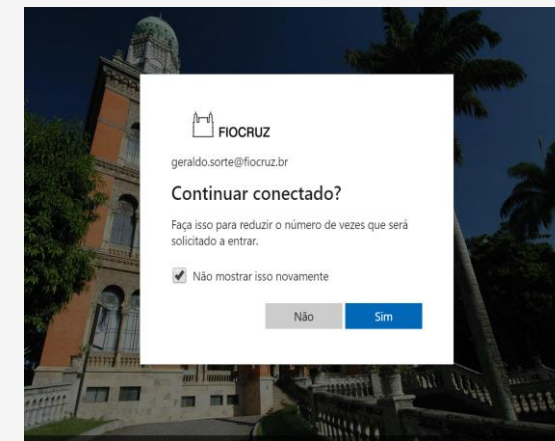 FIOCRUZ
geraldo.sorte@fiocruz.br
Continuar conectado?
Faça isso para reduzir o número de vezes que será
solicitado a entrar.
Não mostrar isso novamente
Não Sim